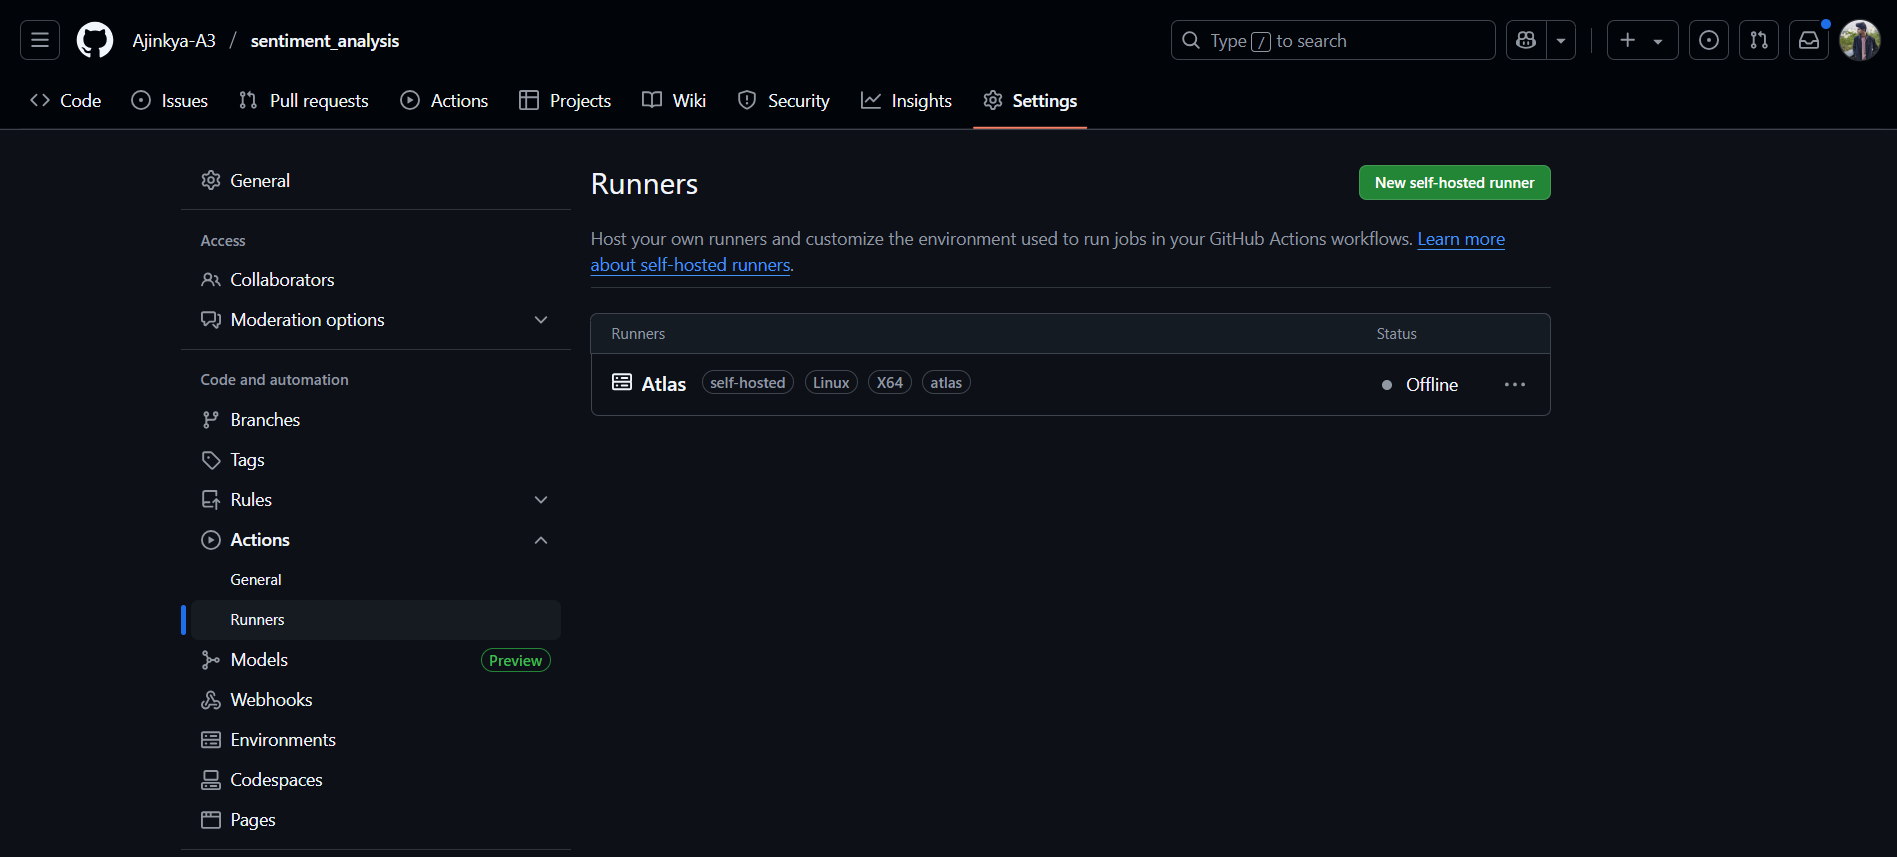 Ajinkya-A3 / sentiment_analysis
Type / to search
Code
Issues
Pull requests
Actions
Projects
Wiki
Security
Insights
Settings
General
Access
Collaborators
Moderation options
Code and automation
Branches
Tags
Rules
Actions
General
Runners
Models Preview
Webhooks
Environments
Codespaces
Pages
Runners
New self-hosted runner
Host your own runners and customize the environment used to run jobs in your GitHub Actions workflows. Learn more
about self-hosted runners.
Runners Status
Atlas self-hosted Linux X64 atlas Offline